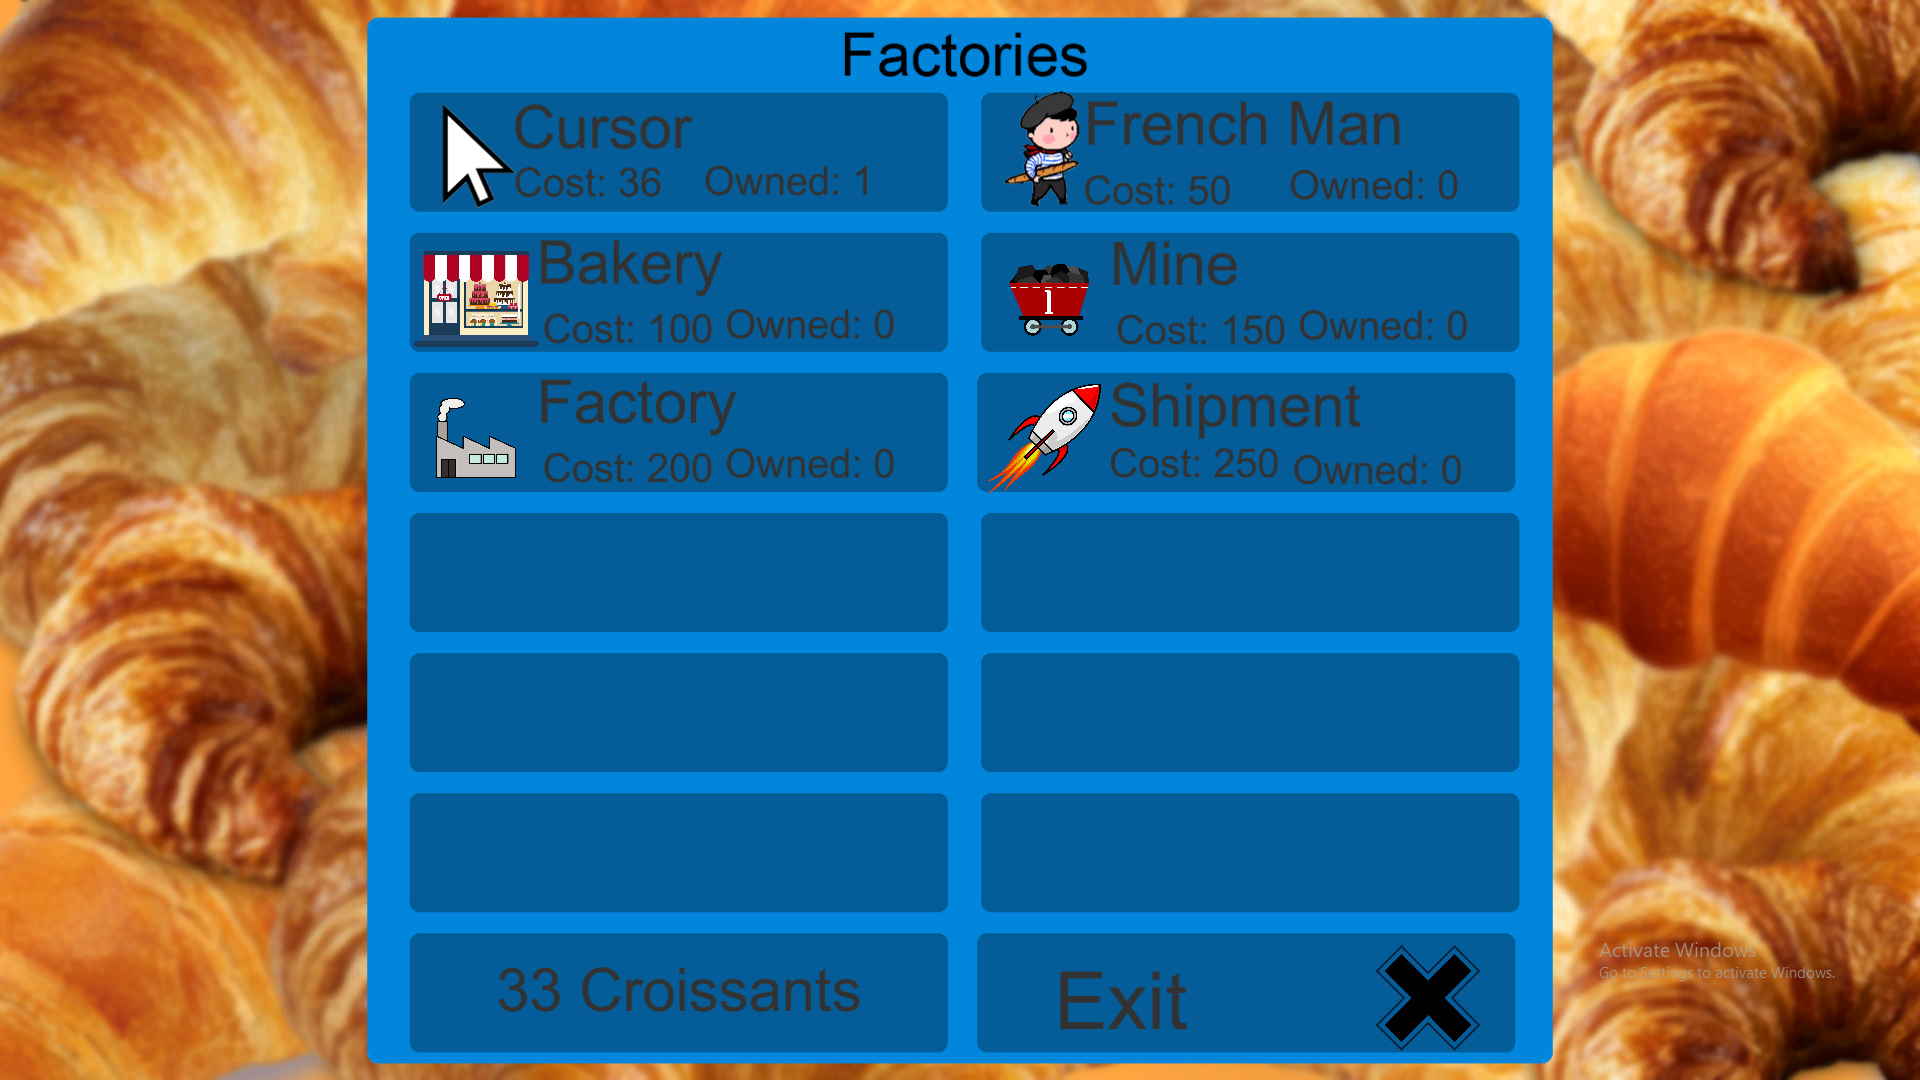 Factories
Cursor
Cost: 36 Owned: 1
French Man
Cost: 50 Owned: 0
Bakery
Cost: 100 Owned: 0
Mine
1
Cost: 150 Owned: 0
Factory
Cost: 200 Owned: 0
Shipment
Cost: 250 Owned: 0
33 Croissants
Exit
Activate Windows
Go to Settings to activate Windows.
OPEN